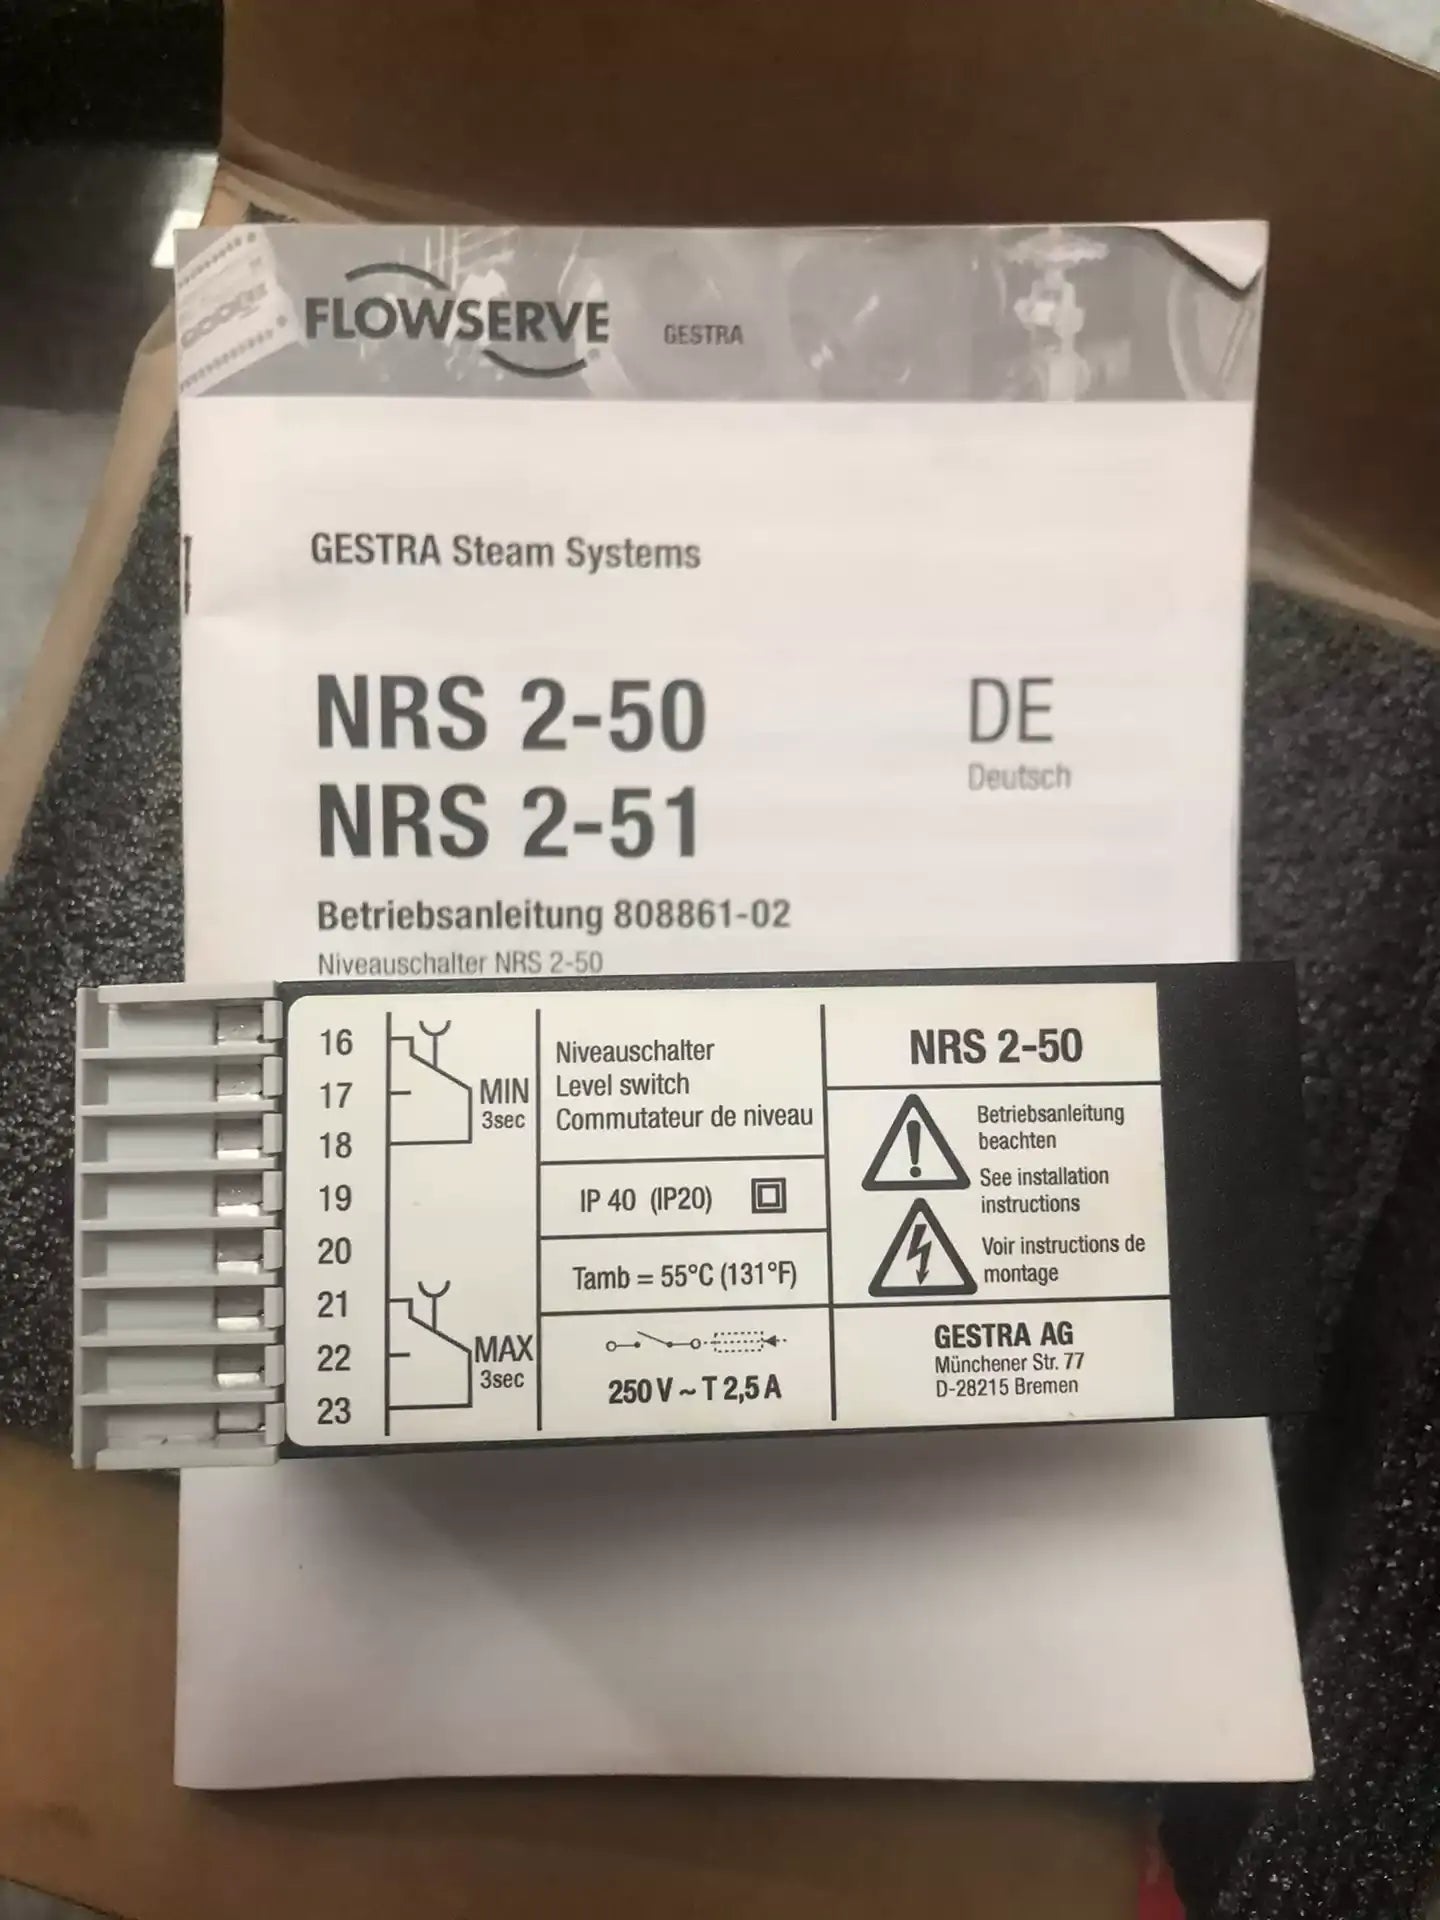 FLOWSERVE
GESTRA
GESTRA Steam Systems
NRS 2-50
NRS 2-51
DE
Deutsch
Betriebsanleitung 808861-02
Niveauschalter NRS 2-50
16
17
18
19
20
21
22
23
MIN
3sec
MAX
3sec
Niveauschalter
Level switch
Commutateur de niveau
IP 40 (IP20)
Tamb = 55°C (131°F)
250 V ~ T 2,5 A
NRS 2-50
Betriebsanleitung
beachten
See installation
instructions
Voir instructions de
montage
GESTRA AG
Münchener Str. 77
D-28215 Bremen